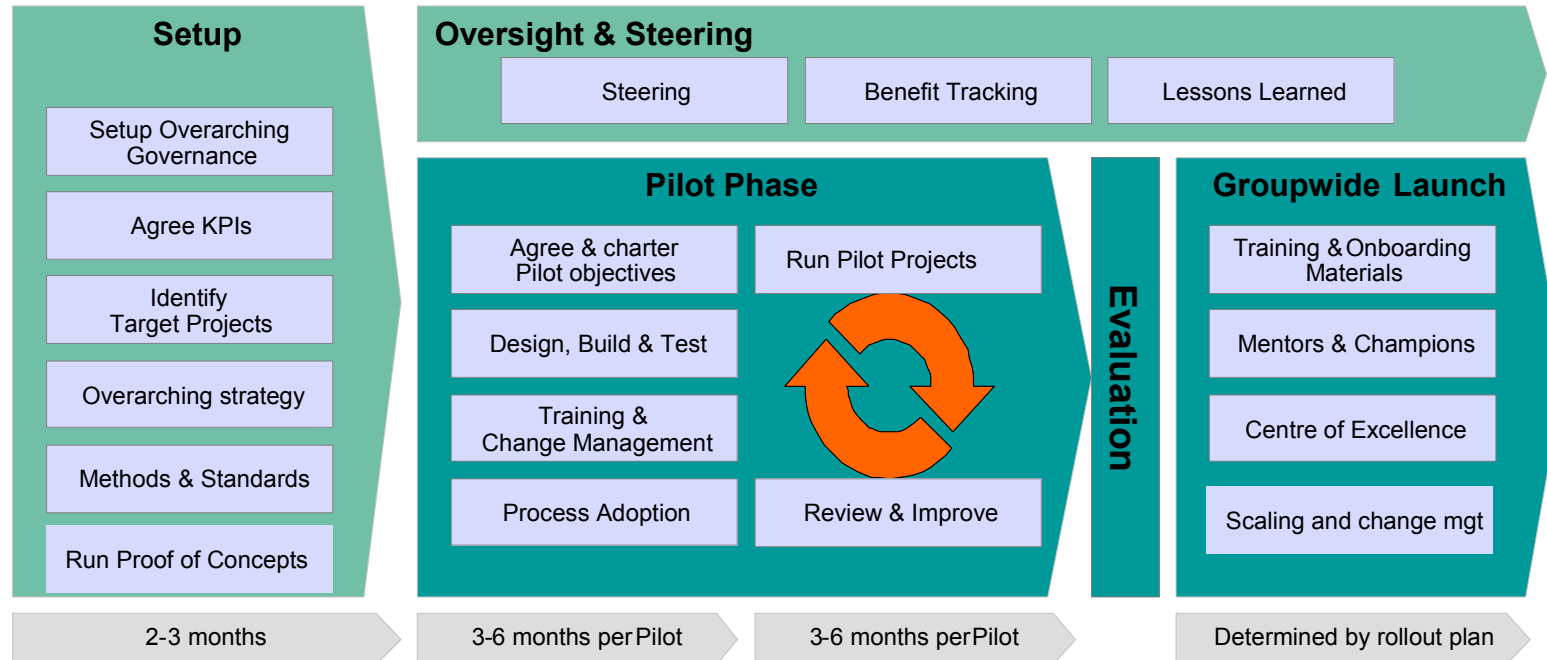 Setup
Setup Overarching
Governance
Agree KPIs
Identify
Target Projects
Overarching strategy
Methods & Standards
Run Proof of Concepts
2-3 months
Oversight & Steering
Steering
Benefit Tracking
Lessons Learned
Pilot Phase
Agree & charter
Pilot objectives
Design, Build & Test
Training &
Change Management
Process Adoption
Run Pilot Projects
Review & Improve
3-6 months per Pilot
3-6 months per Pilot
Evaluation
Groupwide Launch
Training & Onboarding
Materials
Mentors & Champions
Centre of Excellence
Scaling and change mgt
Determined by rollout plan